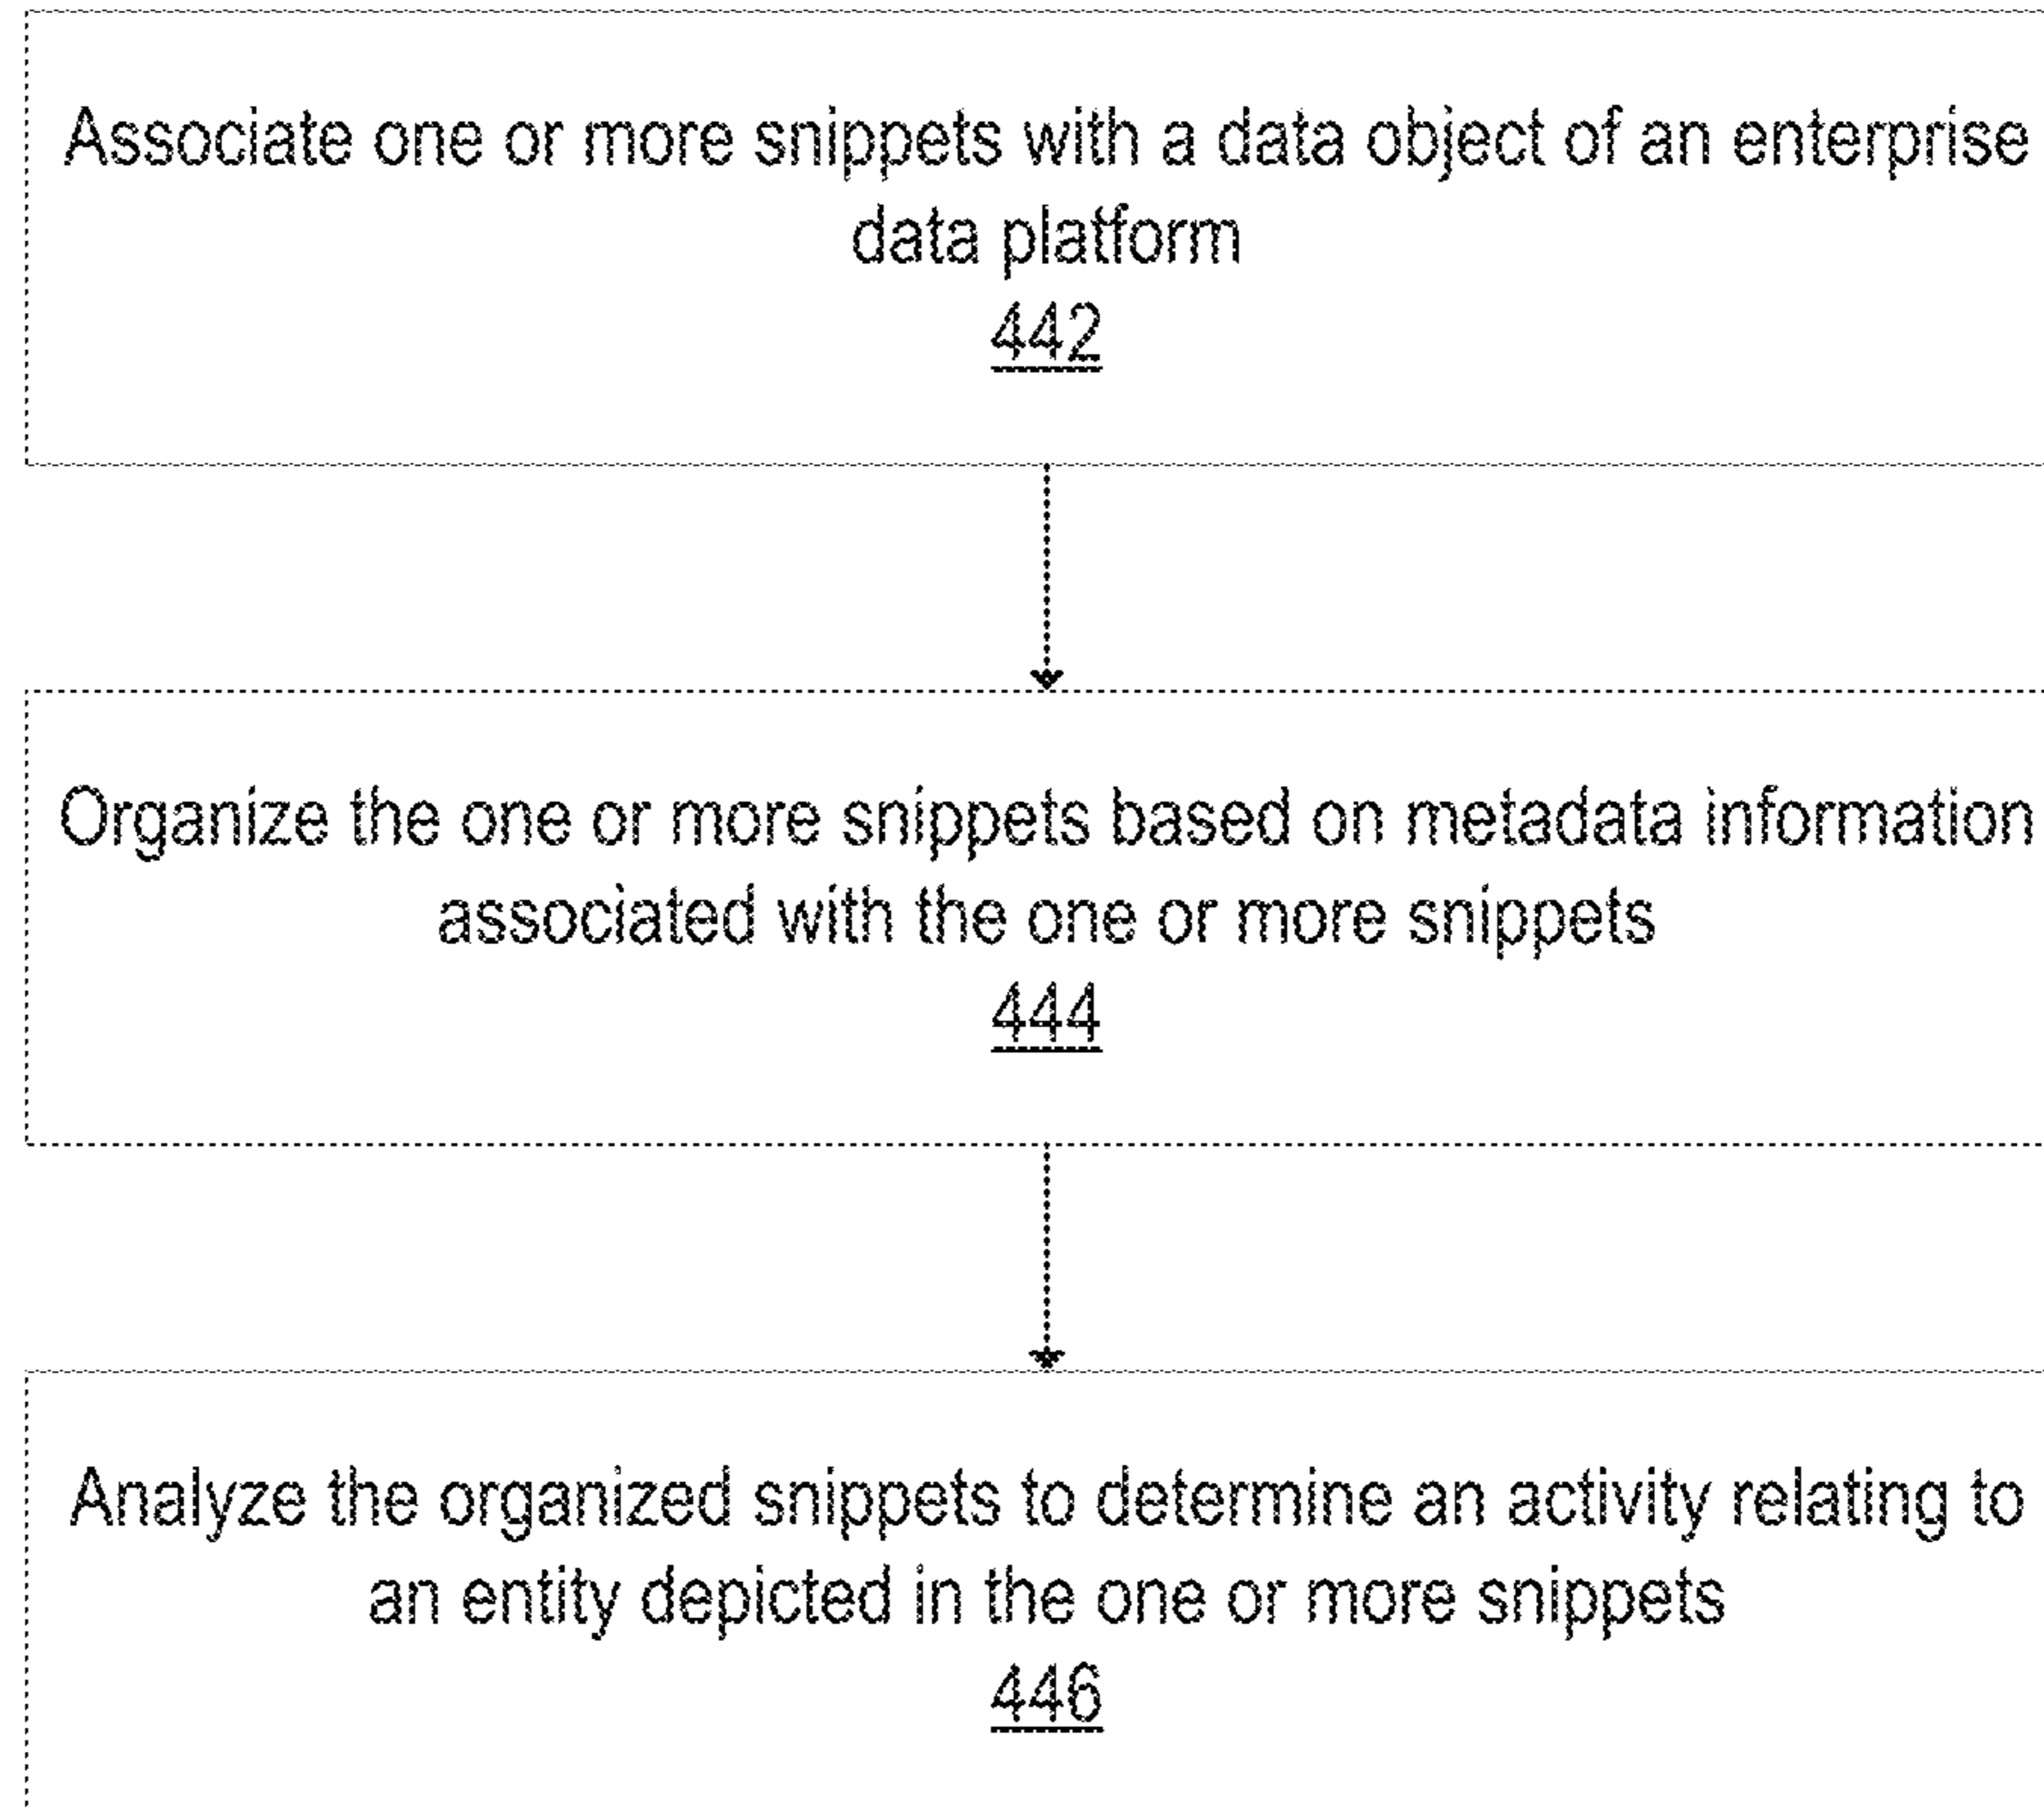 Associate one or more snippets with a data object of an enterprise
data platform
442
Organize the one or more snippets based on metadata information
associated with the one or more snippets
444
Analyze the organized snippets to determine an activity relating to
an entity depicted in the one or more snippets
446